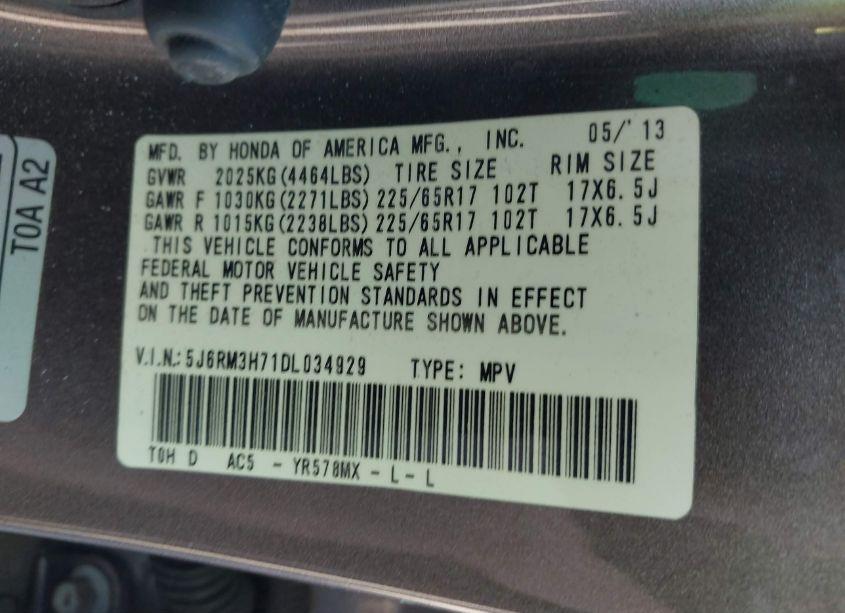 MFD. BY HONDA OF AMERICA MFG., INC. 05/'13
GVWR 2025KG(4464LBS) TIRE SIZE RIM SIZE
GAWR F 1030KG(2271LBS) 225/65R17 102T 17X6.5J
GAWR R 1015KG(2238LBS) 225/65R17 102T 17X6.5J
THIS VEHICLE CONFORMS TO ALL APPLICABLE
FEDERAL MOTOR VEHICLE SAFETY
AND THEFT PREVENTION STANDARDS IN EFFECT
ON THE DATE OF MANUFACTURE SHOWN ABOVE.
V.I.N.: 5J6RM3H71DL034929 TYPE: MPV
T0H D AC5 - YR578MX - L - L
T0A A2